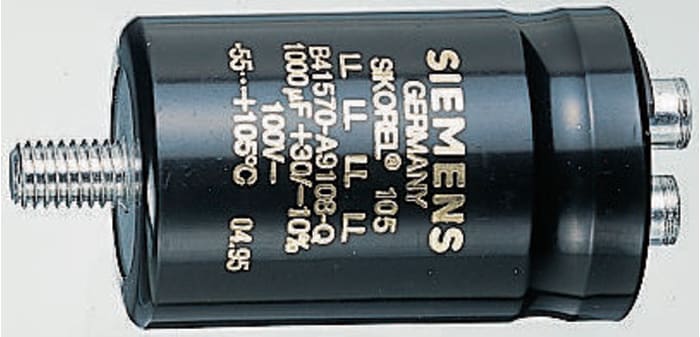 SIEMENS
GERMANY
SIKOREL® 105
LL LL LL LL
B41570-A9108-Q
1000µF +30/-10%
100V–
-55···+105°C 04.95